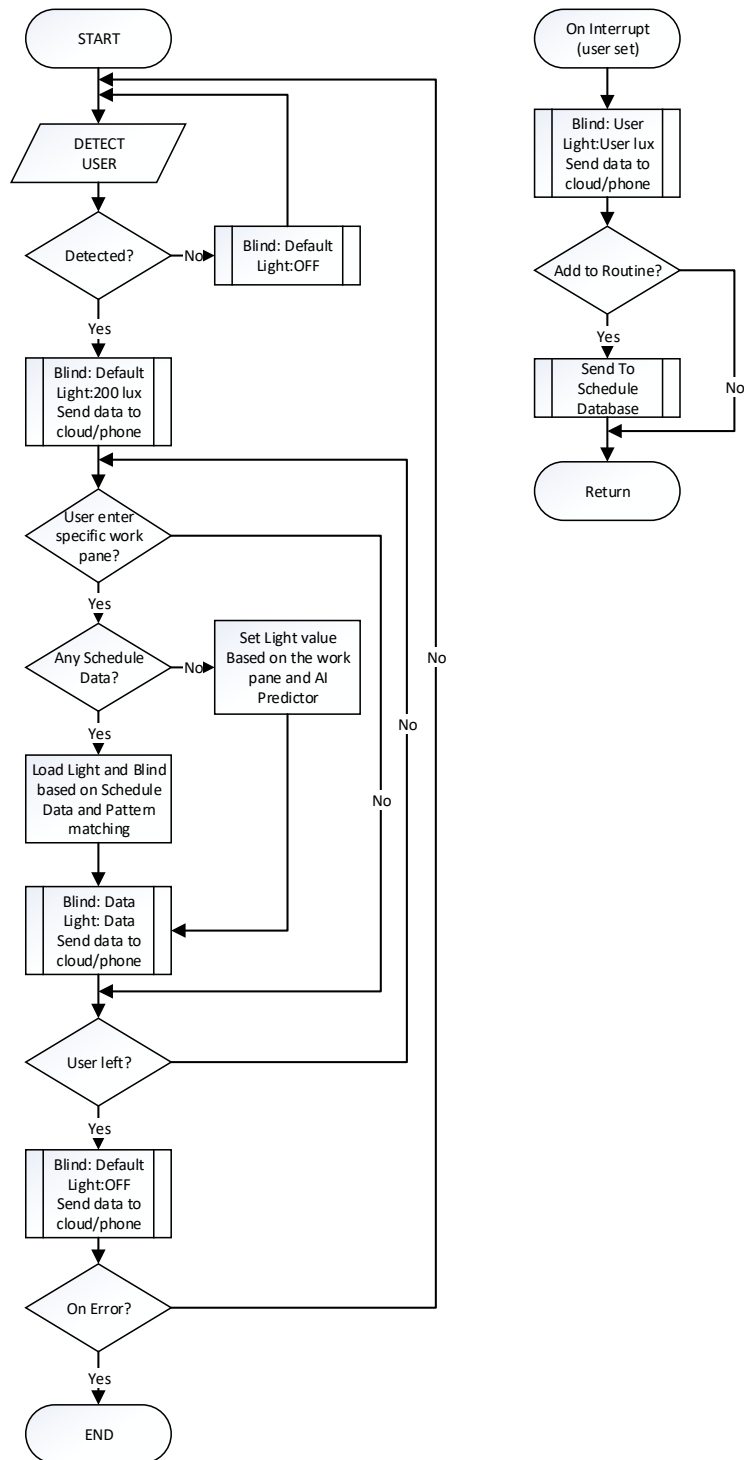 START
DETECT
USER
Detected?
No
Blind: Default
Light:OFF
Yes
Blind: Default
Light:200 lux
Send data to
cloud/phone
User enter
specific work
pane?
Yes
Any Schedule
Data?
No
Set Light value
Based on the work
pane and AI
Predictor
Yes
Load Light and Blind
based on Schedule
Data and Pattern
matching
Blind: Data
Light: Data
Send data to
cloud/phone
No
No
No
User left?
Yes
Blind: Default
Light:OFF
Send data to
cloud/phone
On Error?
Yes
END
On Interrupt
(user set)
Blind: User
Light:User lux
Send data to
cloud/phone
Add to Routine?
Yes
No
Send To
Schedule
Database
Return